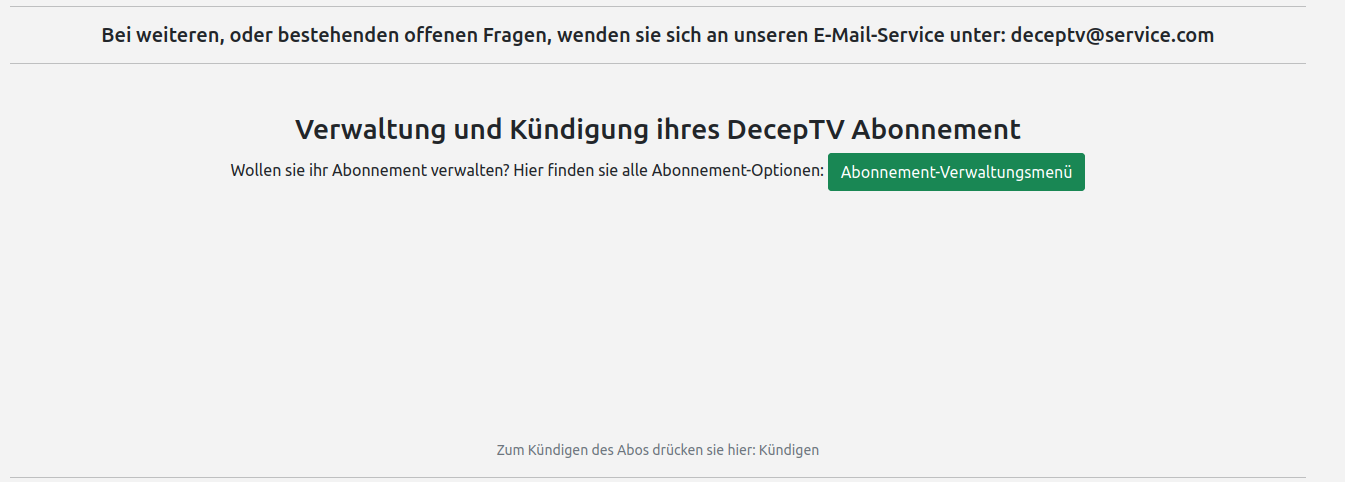 Bei weiteren, oder bestehenden offenen Fragen, wenden sie sich an unseren E-Mail-Service unter: deceptv@service.com
Verwaltung und Kündigung ihres DecepTV Abonnement
Wollen sie ihr Abonnement verwalten? Hier finden sie alle Abonnement-Optionen: Abonnement-Verwaltungsmenü
Zum Kündigen des Abos drücken sie hier: Kündigen